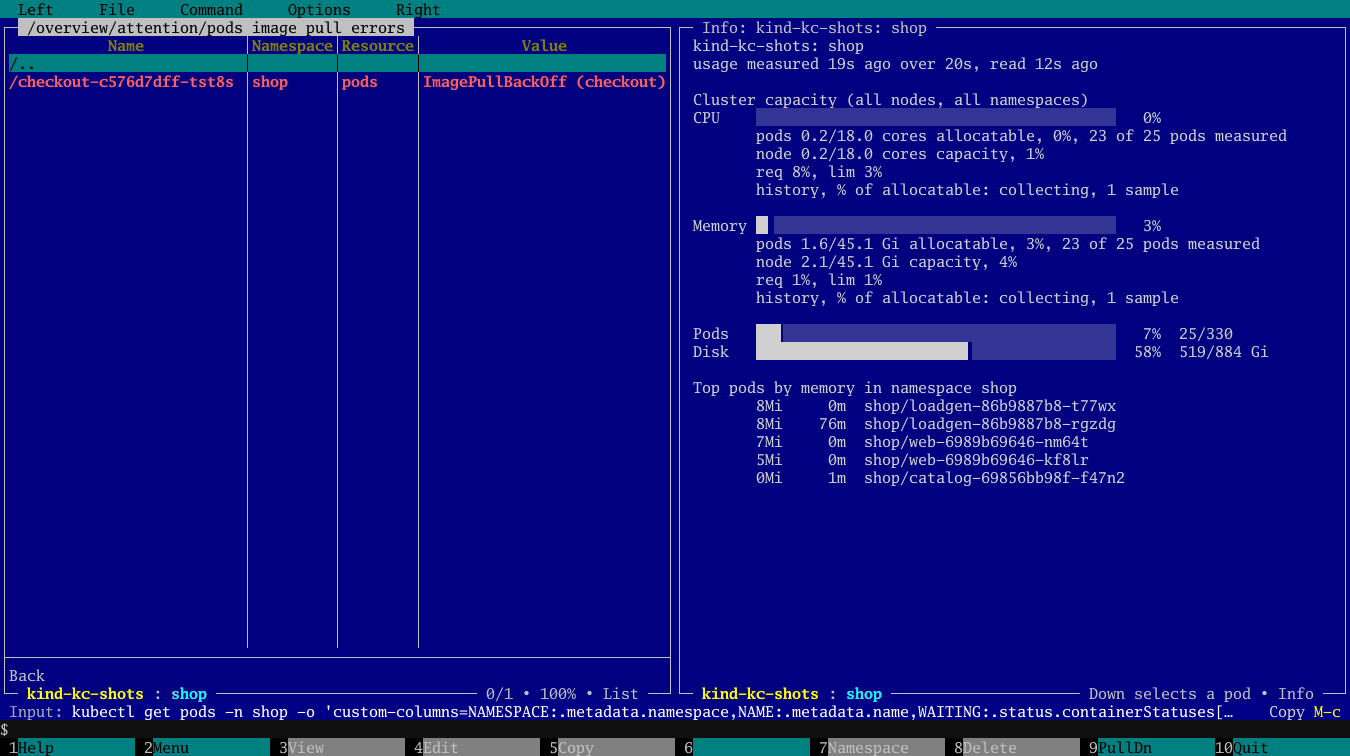 Left File Command Options Right
/overview/attention/pods image pull errors
Name Namespace Resource Value
/..
/checkout-c576d7dff-tst8s shop pods ImagePullBackOff (checkout)
Back
kind-kc-shots : shop 0/1 • 100% • List
Info: kind-kc-shots: shop
kind-kc-shots: shop
usage measured 19s ago over 20s, read 12s ago
Cluster capacity (all nodes, all namespaces)
CPU 0%
pods 0.2/18.0 cores allocatable, 0%, 23 of 25 pods measured
node 0.2/18.0 cores capacity, 1%
req 8%, lim 3%
history, % of allocatable: collecting, 1 sample
Memory 3%
pods 1.6/45.1 Gi allocatable, 3%, 23 of 25 pods measured
node 2.1/45.1 Gi capacity, 4%
req 1%, lim 1%
history, % of allocatable: collecting, 1 sample
Pods 7% 25/330
Disk 58% 519/884 Gi
Top pods by memory in namespace shop
8Mi 0m shop/loadgen-86b9887b8-t77wx
8Mi 76m shop/loadgen-86b9887b8-rgzdg
7Mi 0m shop/web-6989b69646-nm64t
5Mi 0m shop/web-6989b69646-kf8lr
0Mi 1m shop/catalog-69856bb98f-f47n2
kind-kc-shots : shop Down selects a pod • Info
Input: kubectl get pods -n shop -o 'custom-columns=NAMESPACE:.metadata.namespace,NAME:.metadata.name,WAITING:.status.containerStatuses[… Copy M-c
$
1Help 2Menu 3View 4Edit 5Copy 6 7Namespace 8Delete 9PullDn 10Quit